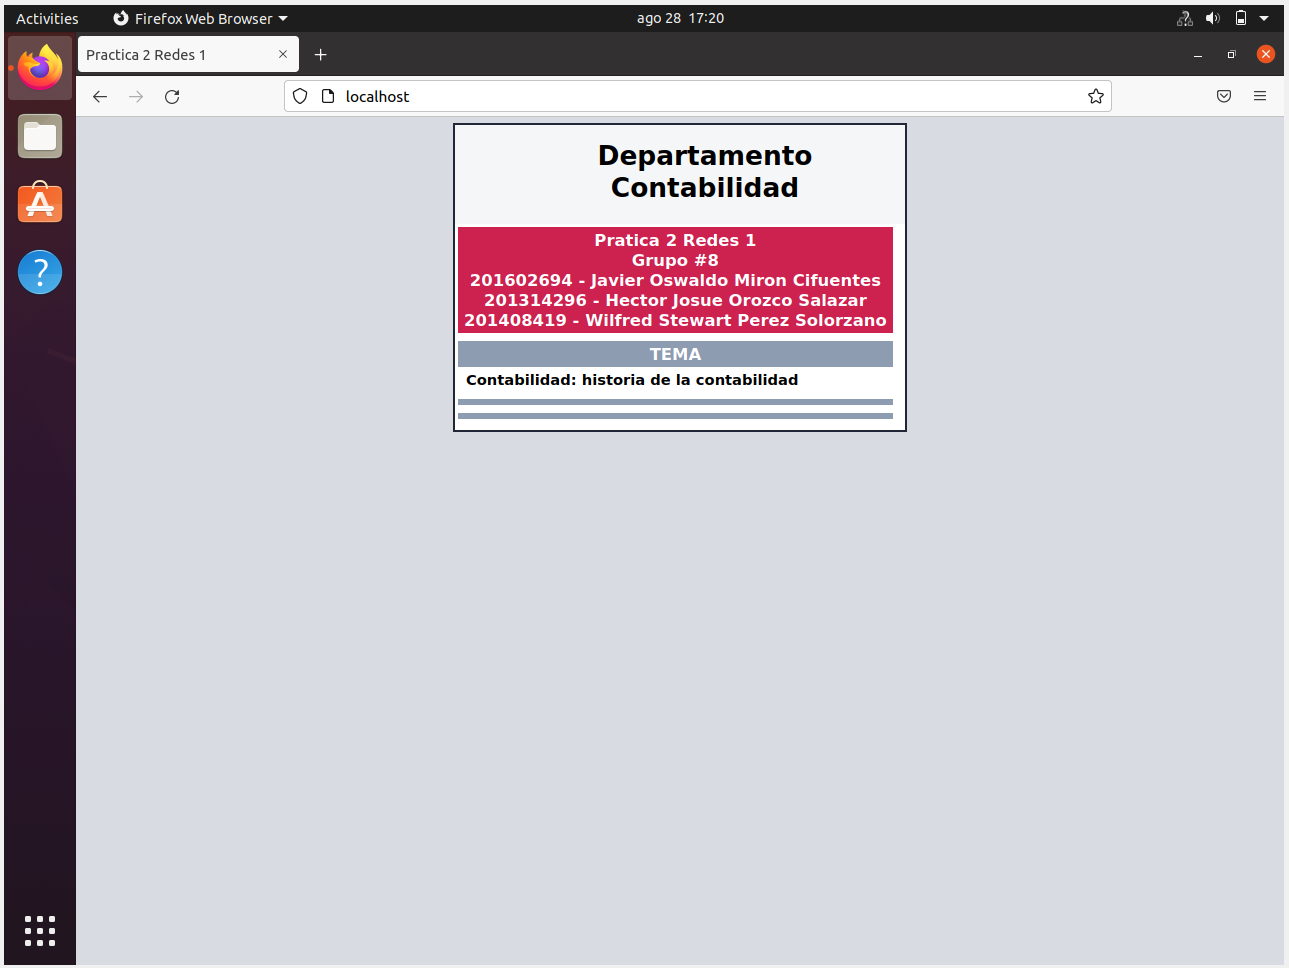 Activities
Firefox Web Browser
ago 28 17:20
Practica 2 Redes 1
localhost
Departamento
Contabilidad
Pratica 2 Redes 1
Grupo #8
201602694 - Javier Oswaldo Miron Cifuentes
201314296 - Hector Josue Orozco Salazar
201408419 - Wilfred Stewart Perez Solorzano
TEMA
Contabilidad: historia de la contabilidad